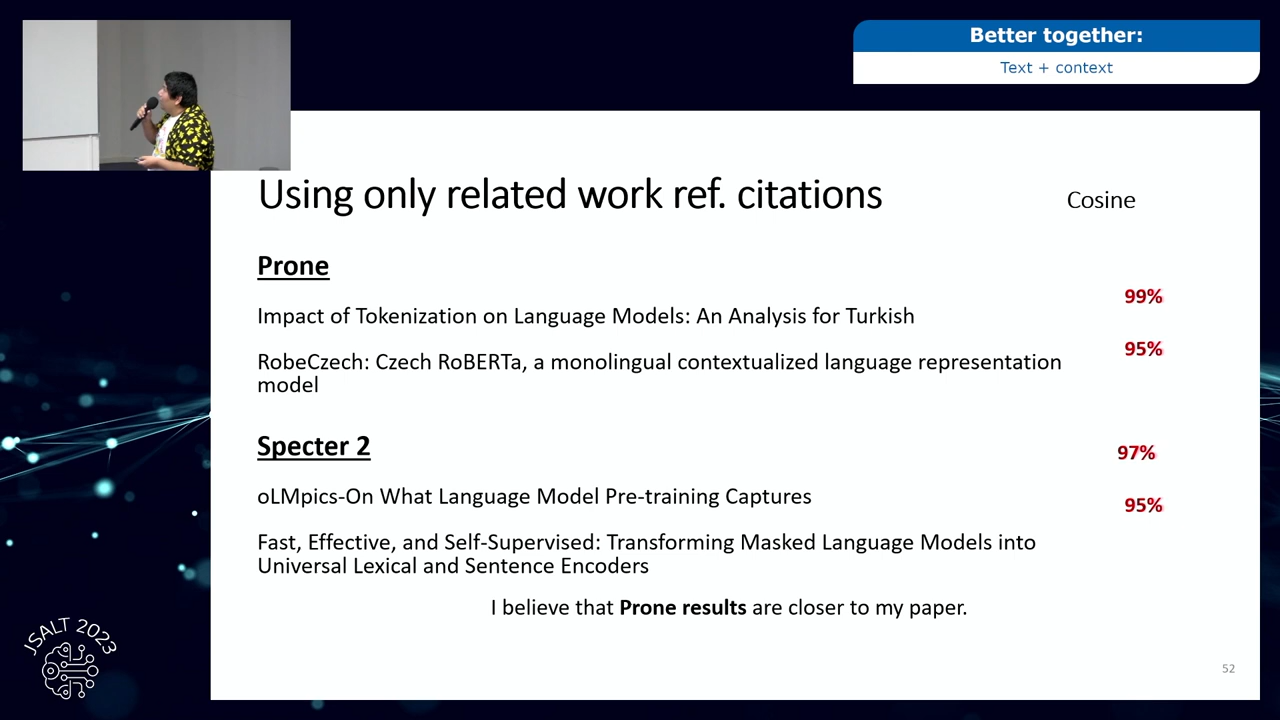 Better together:
Text + context
Using only related work ref. citations
Cosine
Prone
99%
Impact of Tokenization on Language Models: An Analysis for Turkish
95%
RobeCzech: Czech RoBERTa, a monolingual contextualized language representation
model
Specter 2
97%
oLMpics-On What Language Model Pre-training Captures
95%
Fast, Effective, and Self-Supervised: Transforming Masked Language Models into
Universal Lexical and Sentence Encoders
I believe that Prone results are closer to my paper.
JSALT 2023
52